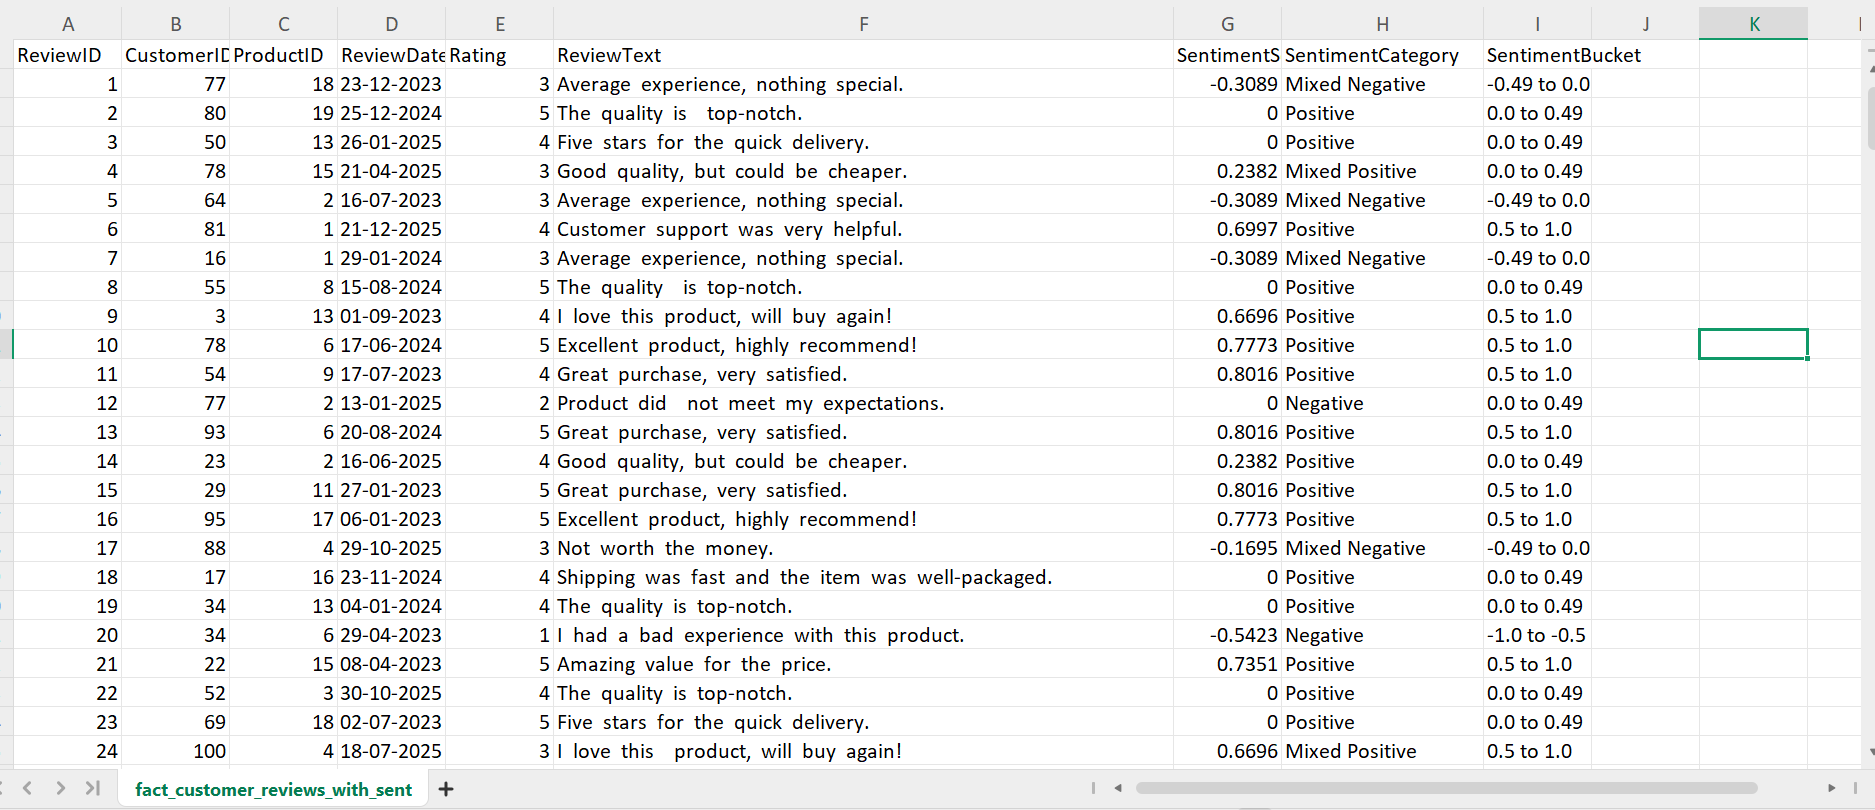 A B C D E F G H I J K
ReviewID CustomerID ProductID ReviewDate Rating ReviewText SentimentS SentimentCategory SentimentBucket
1 77 18 23-12-2023 3 Average experience, nothing special. -0.3089 Mixed Negative -0.49 to 0.0
2 80 19 25-12-2024 5 The quality is  top-notch. 0 Positive 0.0 to 0.49
3 50 13 26-01-2025 4 Five stars for the quick delivery. 0 Positive 0.0 to 0.49
4 78 15 21-04-2025 3 Good quality, but could be cheaper. 0.2382 Mixed Positive 0.0 to 0.49
5 64 2 16-07-2023 3 Average experience, nothing special. -0.3089 Mixed Negative -0.49 to 0.0
6 81 1 21-12-2025 4 Customer support was very helpful. 0.6997 Positive 0.5 to 1.0
7 16 1 29-01-2024 3 Average experience, nothing special. -0.3089 Mixed Negative -0.49 to 0.0
8 55 8 15-08-2024 5 The quality  is top-notch. 0 Positive 0.0 to 0.49
9 3 13 01-09-2023 4 I love this product, will buy again! 0.6696 Positive 0.5 to 1.0
10 78 6 17-06-2024 5 Excellent product, highly recommend! 0.7773 Positive 0.5 to 1.0
11 54 9 17-07-2023 4 Great purchase, very satisfied. 0.8016 Positive 0.5 to 1.0
12 77 2 13-01-2025 2 Product did  not meet my expectations. 0 Negative 0.0 to 0.49
13 93 6 20-08-2024 5 Great purchase, very satisfied. 0.8016 Positive 0.5 to 1.0
14 23 2 16-06-2025 4 Good quality, but could be cheaper. 0.2382 Positive 0.0 to 0.49
15 29 11 27-01-2023 5 Great purchase, very satisfied. 0.8016 Positive 0.5 to 1.0
16 95 17 06-01-2023 5 Excellent product, highly recommend! 0.7773 Positive 0.5 to 1.0
17 88 4 29-10-2025 3 Not worth the money. -0.1695 Mixed Negative -0.49 to 0.0
18 17 16 23-11-2024 4 Shipping was fast and the item was well-packaged. 0 Positive 0.0 to 0.49
19 34 13 04-01-2024 4 The quality is top-notch. 0 Positive 0.0 to 0.49
20 34 6 29-04-2023 1 I had a bad experience with this product. -0.5423 Negative -1.0 to -0.5
21 22 15 08-04-2023 5 Amazing value for the price. 0.7351 Positive 0.5 to 1.0
22 52 3 30-10-2025 4 The quality is top-notch. 0 Positive 0.0 to 0.49
23 69 18 02-07-2023 5 Five stars for the quick delivery. 0 Positive 0.0 to 0.49
24 100 4 18-07-2025 3 I love this  product, will buy again! 0.6696 Mixed Positive 0.5 to 1.0
fact_customer_reviews_with_sent